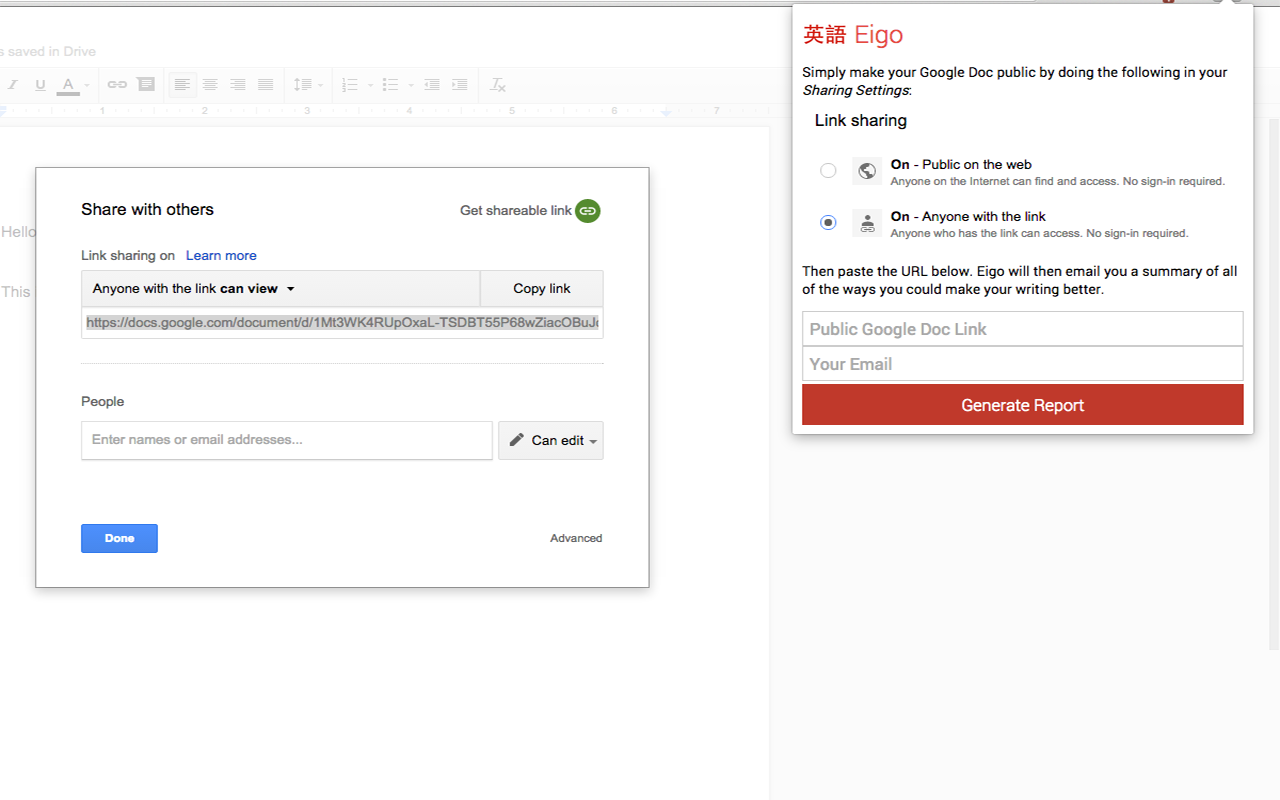 s saved in Drive
I U A
1 2 3 4 5 6 7
Hello
This
Share with others
Get shareable link
Link sharing on Learn more
Anyone with the link can view
Copy link
https://docs.google.com/document/d/1Mt3WK4RUpOxaL-TSDBT55P68wZiacOBuJc
People
Enter names or email addresses...
Can edit
Done
Advanced
英語 Eigo
Simply make your Google Doc public by doing the following in your
Sharing Settings:
Link sharing
On - Public on the web
Anyone on the Internet can find and access. No sign-in required.
On - Anyone with the link
Anyone who has the link can access. No sign-in required.
Then paste the URL below. Eigo will then email you a summary of all
of the ways you could make your writing better.
Public Google Doc Link
Your Email
Generate Report